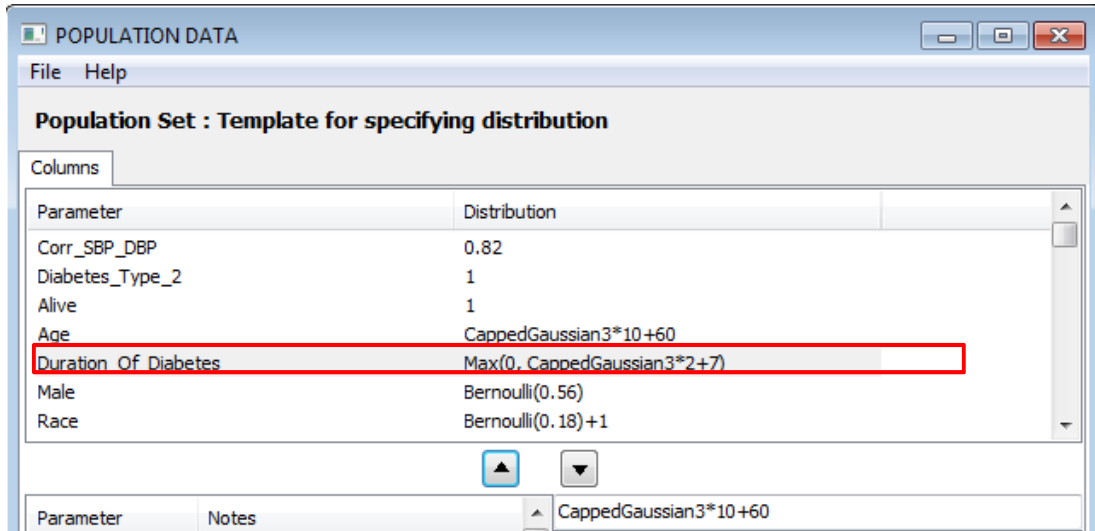 POPULATION DATA
File Help
Population Set : Template for specifying distribution
Columns
Parameter Distribution
Corr_SBP_DBP 0.82
Diabetes_Type_2 1
Alive 1
Age CappedGaussian3*10+60
Duration_Of_Diabetes Max(0, CappedGaussian3*2+7)
Male Bernoulli(0.56)
Race Bernoulli(0.18)+1
Parameter Notes CappedGaussian3*10+60